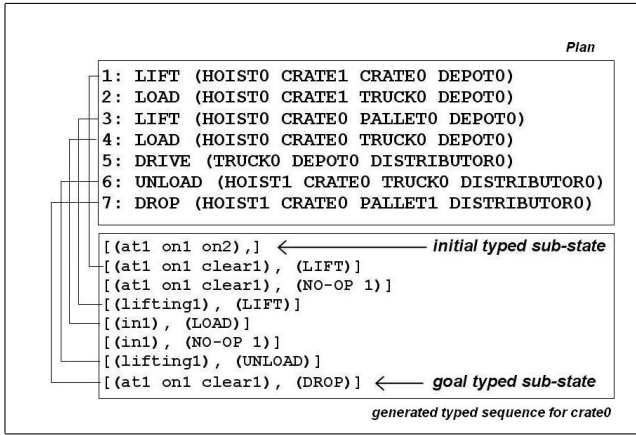 Plan
1: LIFT (HOIST0 CRATE1 CRATE0 DEPOT0)
2: LOAD (HOIST0 CRATE1 TRUCK0 DEPOT0)
3: LIFT (HOIST0 CRATE0 PALLET0 DEPOT0)
4: LOAD (HOIST0 CRATE0 TRUCK0 DEPOT0)
5: DRIVE (TRUCK0 DEPOT0 DISTRIBUTOR0)
6: UNLOAD (HOIST1 CRATE0 TRUCK0 DISTRIBUTOR0)
7: DROP (HOIST1 CRATE0 PALLET1 DISTRIBUTOR0)
[(at1 on1 on2),] initial typed sub-state
[(at1 on1 clear1), (LIFT)]
[(at1 on1 clear1), (NO-OP 1)]
[(lifting1), (LIFT)]
[(in1), (LOAD)]
[(in1), (NO-OP 1)]
[(lifting1), (UNLOAD)]
[(at1 on1 clear1), (DROP)] goal typed sub-state
generated typed sequence for crate0